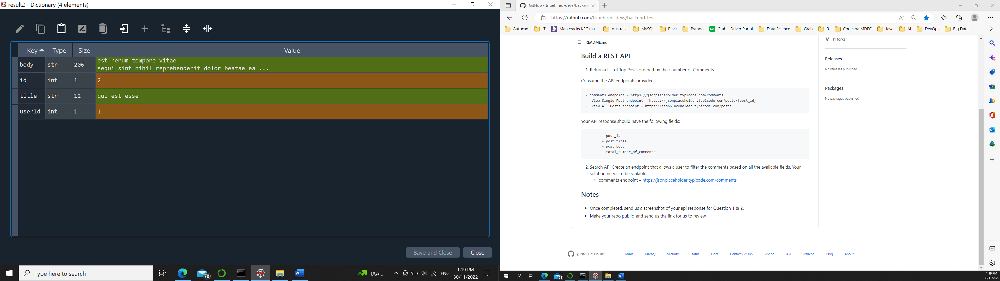 result2 - Dictionary (4 elements)
Key Type Size Value
body str 206 est rerum tempore vitae
sequi sint nihil reprehenderit dolor beatae ea ...
id int 1 2
title str 12 qui est esse
userId int 1 1
Save and Close Close
Type here to search
78
TAA...
ENG
1:19 PM
30/11/2022
GitHub - tribehired-devs/backen
https://github.com/tribehired-devs/backend-test
Autocad IT Man cracks KFC ma... Australia MySQL Revit Python Grab - Driver Portal Data Science Grab R Coursera MDEC Java AI DevOps Big Data
README.md
Build a REST API
1. Return a list of Top Posts ordered by their number of Comments.
Consume the API endpoints provided:
- comments endpoint – https://jsonplaceholder.typicode.com/comments
- View Single Post endpoint – https://jsonplaceholder.typicode.com/posts/{post_id}
- View All Posts endpoint – https://jsonplaceholder.typicode.com/posts
Your API response should have the following fields:
- post_id
- post_title
- post_body
- total_number_of_comments
2. Search API Create an endpoint that allows a user to filter the comments based on all the available fields. Your
solution needs to be scalable.
comments endpoint – https://jsonplaceholder.typicode.com/comments
Notes
• Once completed, send us a screenshot of your api response for Question 1 & 2.
• Make your repo public, and send us the link for us to review
11 forks
Releases
No releases published
Packages
No packages published
© 2022 GitHub, Inc. Terms Privacy Security Status Docs Contact GitHub Pricing API Training Blog About
78
1:19 PM
30/11/202